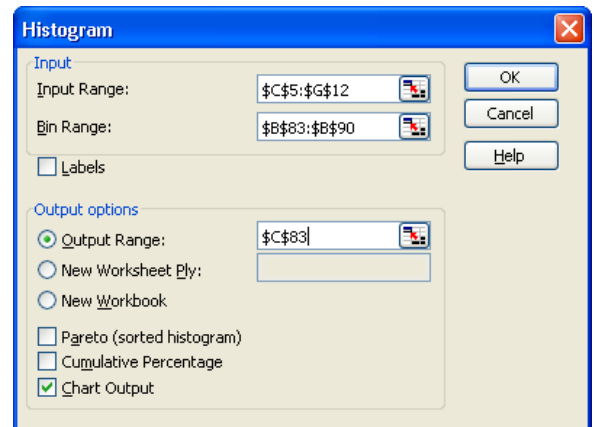 Histogram
Input
Input Range: $C$5:$G$12
Bin Range: $B$83:$B$90
Labels
OK
Cancel
Help
Output options
Output Range: $C$83
New Worksheet Ply:
New Workbook
Pareto (sorted histogram)
Cumulative Percentage
Chart Output